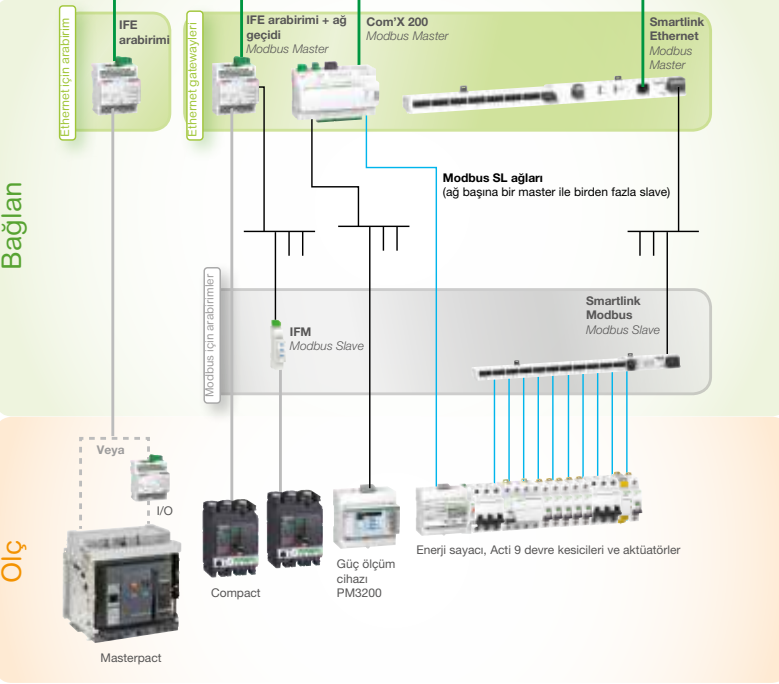 Ethernet için arabirim
IFE
arabirimi
Ethernet gatewayleri
IFE arabirimi + ağ
geçidi
Modbus Master
Com'X 200
Modbus Master
Smartlink
Ethernet
Modbus
Master
Bağlan
Modbus SL ağları
(ağ başına bir master ile birden fazla slave)
Modbus için arabirimler
IFM
Modbus Slave
Smartlink
Modbus
Modbus Slave
Ölç
Veya
I/O
Masterpact
Compact
Güç ölçüm
cihazı
PM3200
Enerji sayacı, Acti 9 devre kesicileri ve aktüatörler